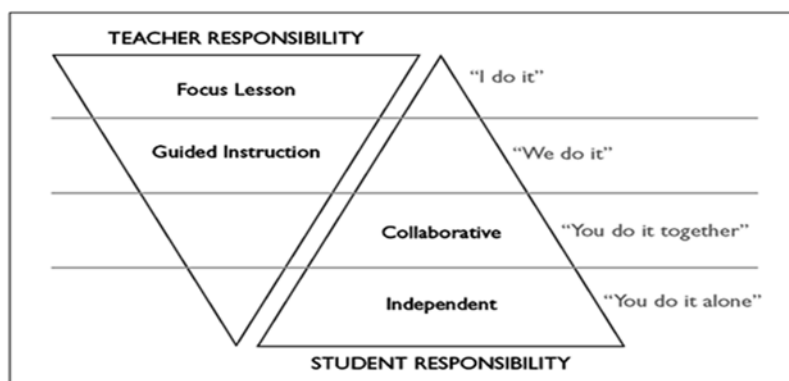 TEACHER RESPONSIBILITY
Focus Lesson
“I do it”
Guided Instruction
“We do it”
Collaborative
“You do it together”
Independent
“You do it alone”
STUDENT RESPONSIBILITY